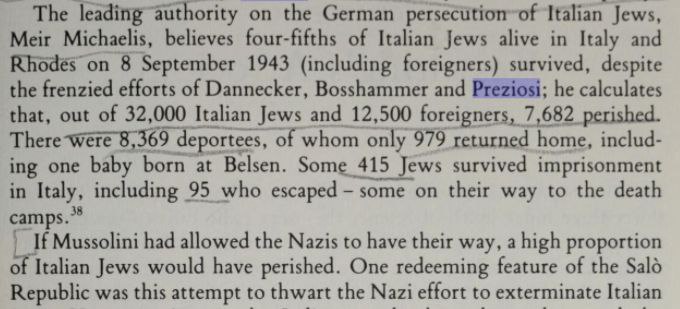 The leading authority on the German persecution of Italian Jews,
Meir Michaelis, believes four-fifths of Italian Jews alive in Italy and
Rhodes on 8 September 1943 (including foreigners) survived, despite
the frenzied efforts of Dannecker, Bosshammer and Preziosi; he calculates
that, out of 32,000 Italian Jews and 12,500 foreigners, 7,682 perished.
There were 8,369 deportees, of whom only 979 returned home, includ-
ing one baby born at Belsen. Some 415 Jews survived imprisonment
in Italy, including 95 who escaped – some on their way to the death
camps.³⁸
If Mussolini had allowed the Nazis to have their way, a high proportion
of Italian Jews would have perished. One redeeming feature of the Salò
Republic was this attempt to thwart the Nazi effort to exterminate Italian